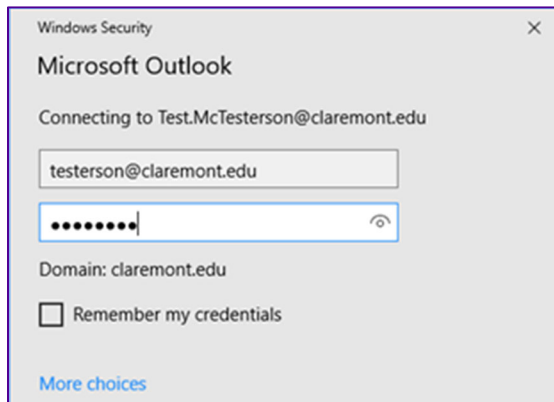 Windows Security
Microsoft Outlook
Connecting to Test.McTesterson@claremont.edu
testerson@claremont.edu
●●●●●●●●
Domain: claremont.edu
Remember my credentials
More choices